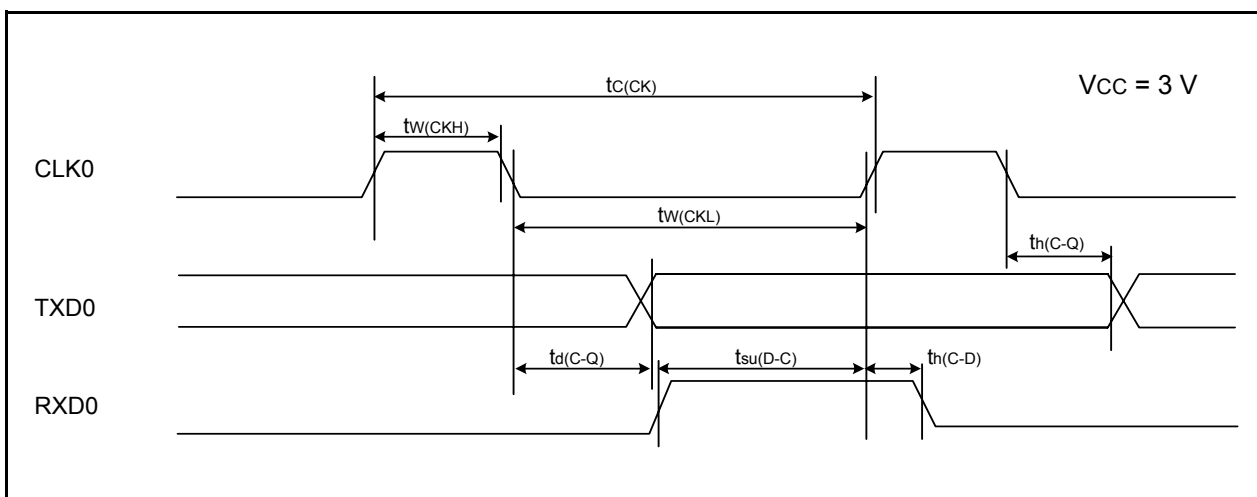 tC(CK)
VCC = 3 V
tW(CKH)
CLK0
tW(CKL)
th(C-Q)
TXD0
td(C-Q)
tsu(D-C)
th(C-D)
RXD0